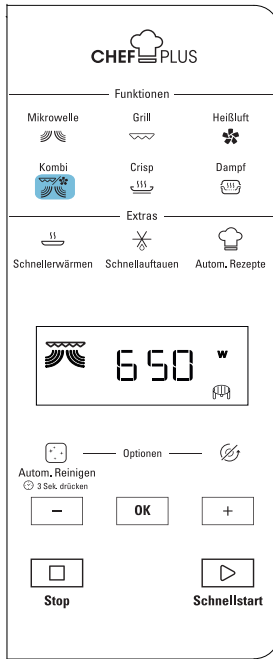 CHEF PLUS
Funktionen
Mikrowelle Grill Heißluft
Kombi Crisp Dampf
Extras
Schnellerwärmen Schnellauftauen Autom. Rezepte
650 W
Optionen
Autom. Reinigen
3 Sek. drücken
− OK +
Stop Schnellstart